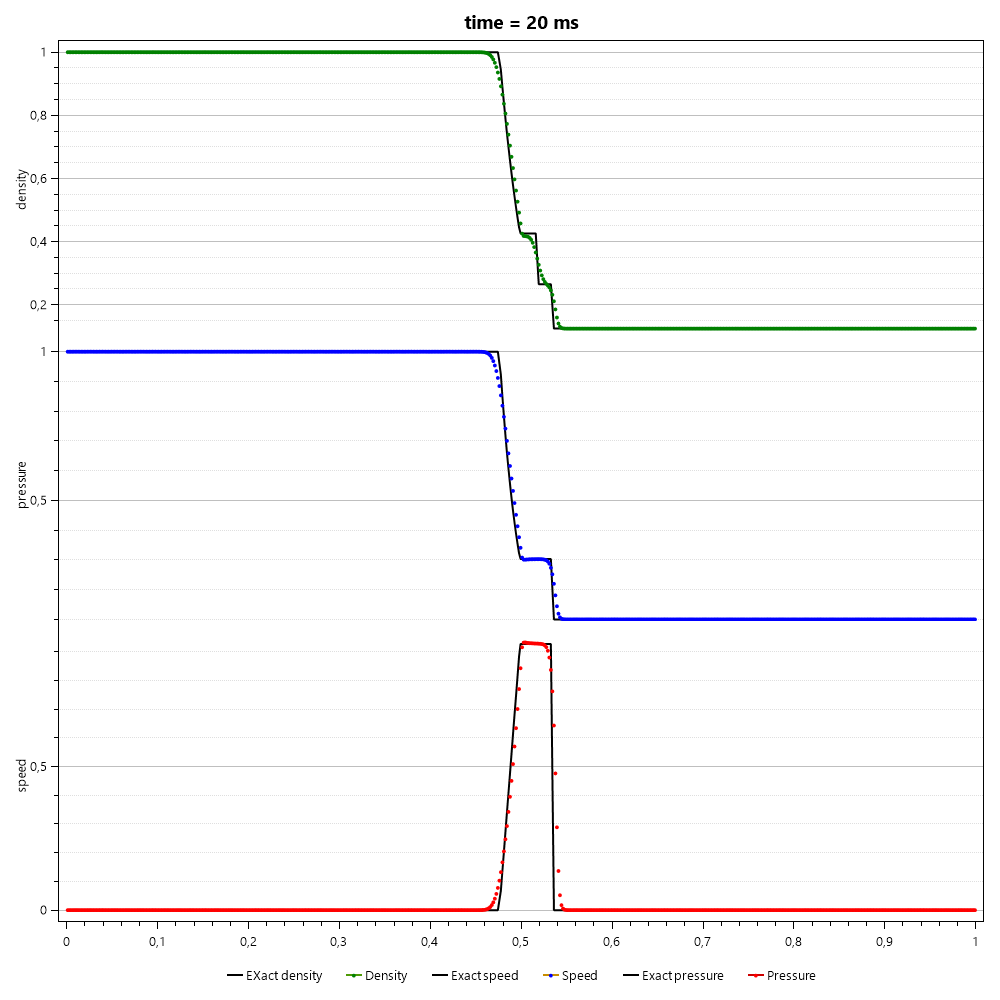 time = 20 ms
1
0,8
density
0,6
0,4
0,2
1
pressure
0,5
speed
0,5
0
0 0,1 0,2 0,3 0,4 0,5 0,6 0,7 0,8 0,9 1
EXact density Density Exact speed Speed Exact pressure Pressure